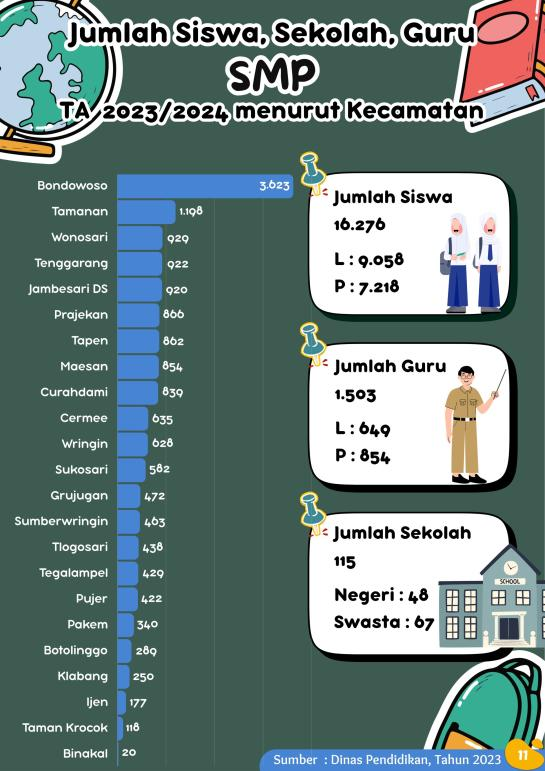 Jumlah Siswa, Sekolah, Guru
SMP
TA 2023/2024 menurut Kecamatan
Bondowoso 3.623
Tamanan 1.198
Wonosari 929
Tenggarang 922
Jambesari DS 920
Prajekan 866
Tapen 862
Maesan 854
Curahdami 839
Cermee 635
Wringin 628
Sukosari 582
Grujugan 472
Sumberwringin 463
Tlogosari 438
Tegalampel 429
Pujer 422
Pakem 340
Botolinggo 289
Klabang 250
Ijen 177
Taman Krocok 118
Binakal 20
Jumlah Siswa
16.276
L : 9.058
P : 7.218
Jumlah Guru
1.503
L : 649
P : 854
Jumlah Sekolah
115
Negeri : 48
Swasta : 67
SCHOOL
Sumber : Dinas Pendidikan, Tahun 2023
11